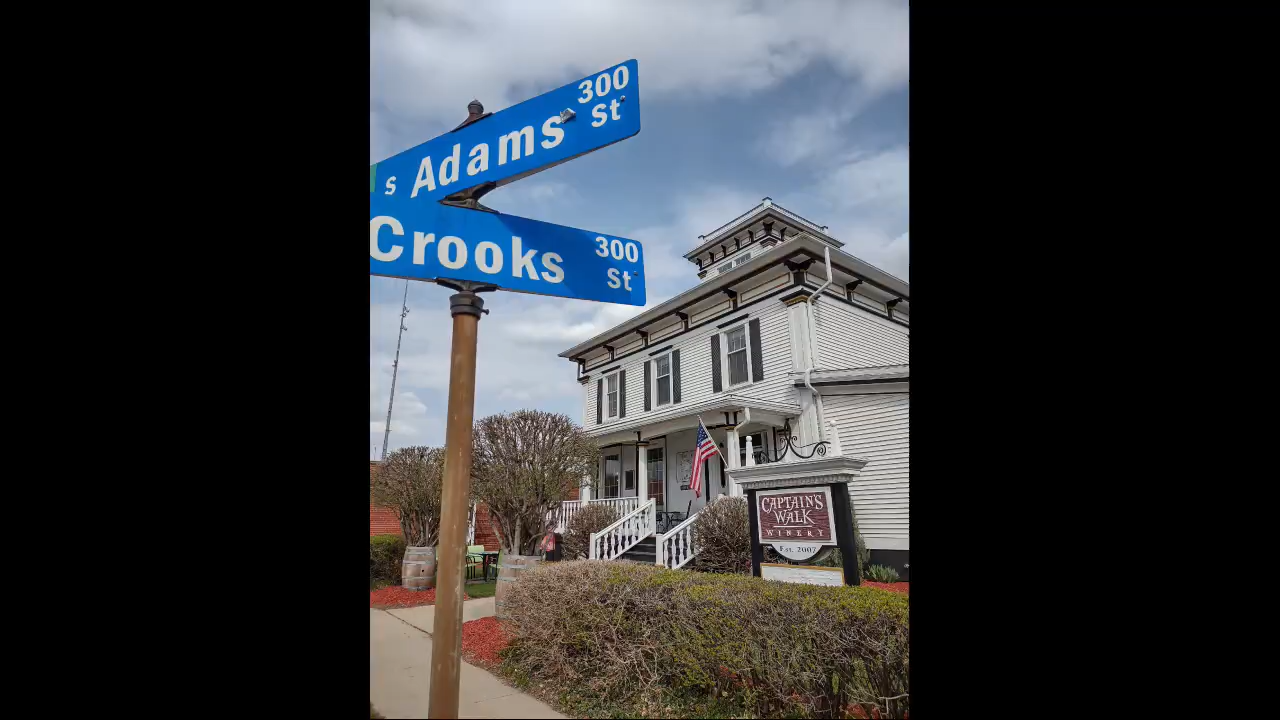 300
S Adams St
300
Crooks St
CAPTAIN'S
WALK
WINERY
EST. 2007